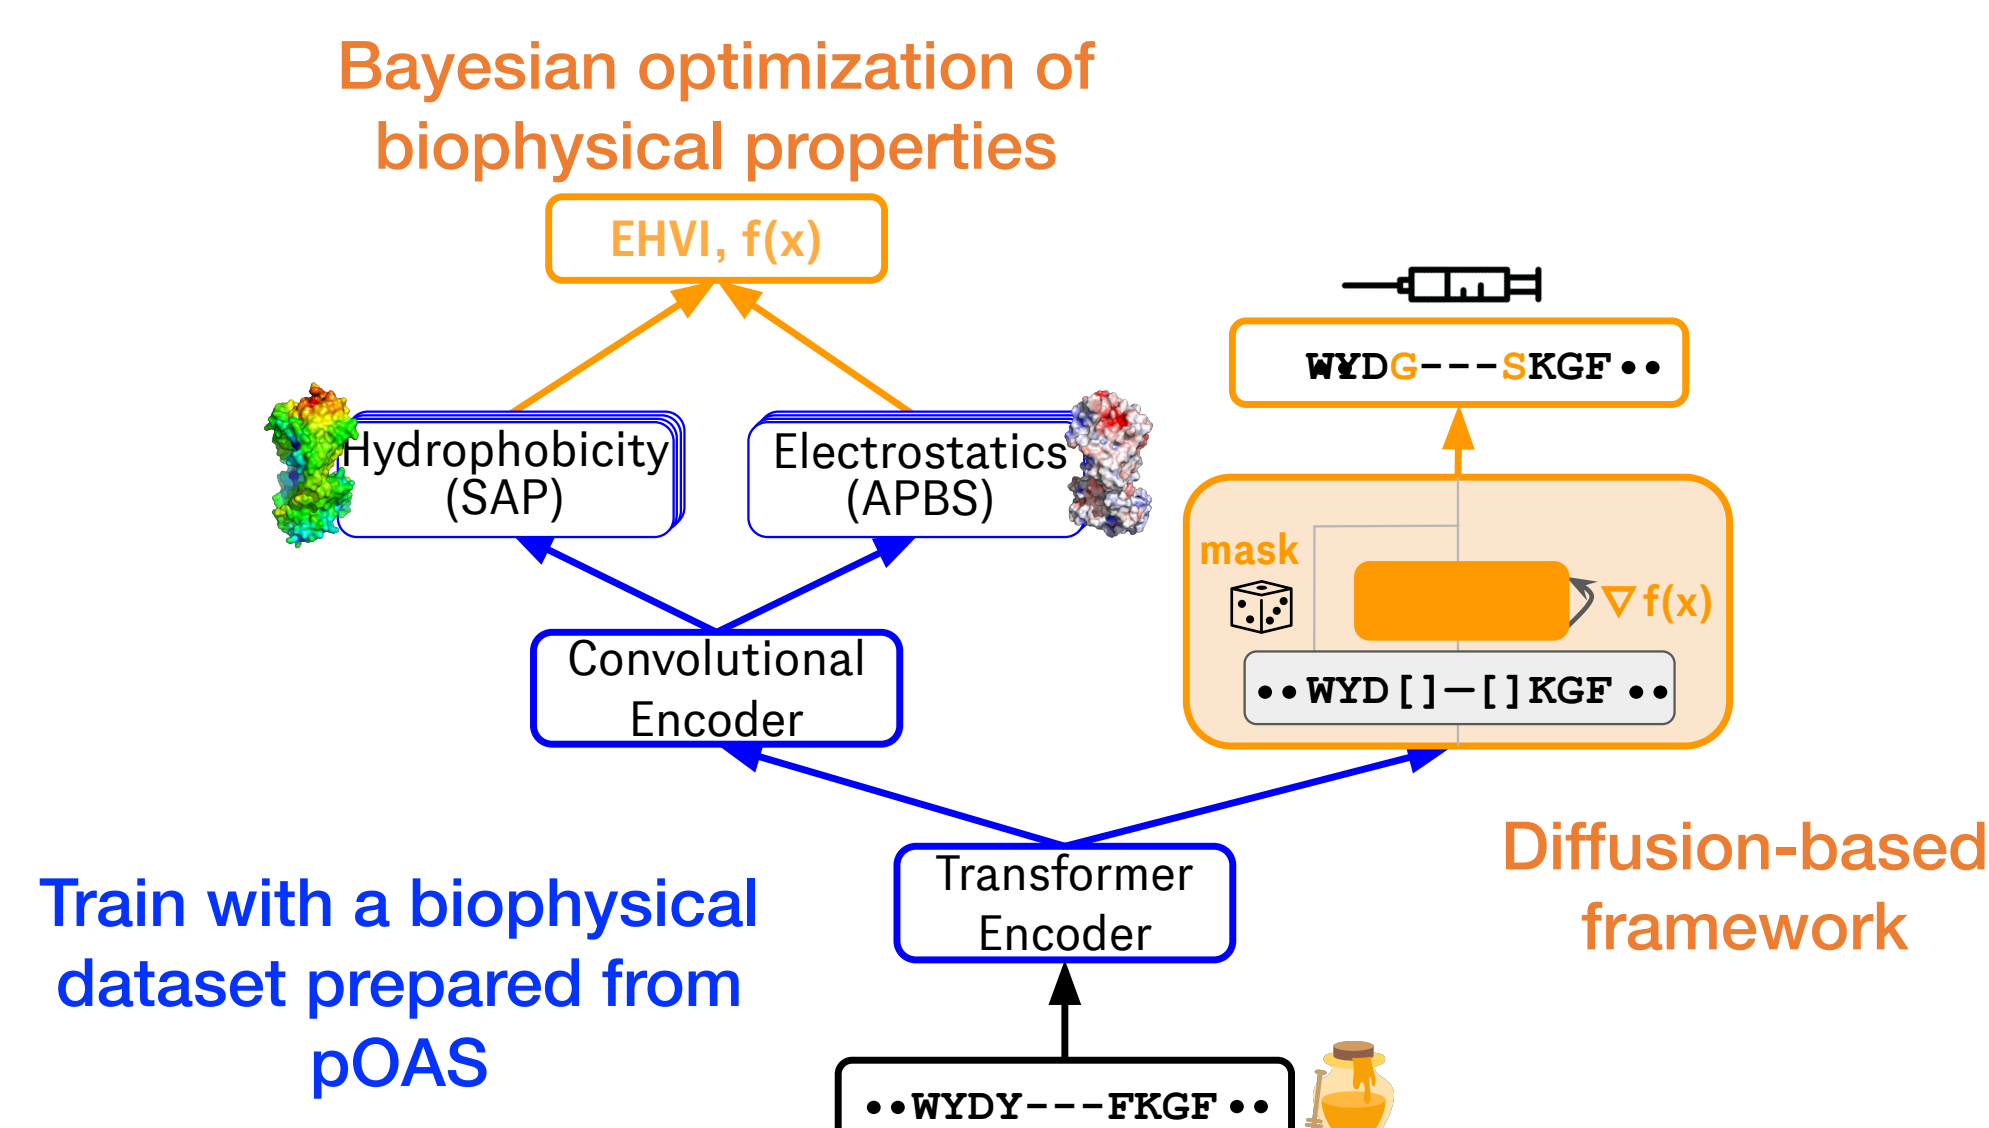 Bayesian optimization of
biophysical properties
EHVI, f(x)
••WYDG---SKGF••
Hydrophobicity
(SAP)
Electrostatics
(APBS)
mask
∇ f(x)
••WYD[]—[]KGF ••
Convolutional
Encoder
Transformer
Encoder
Diffusion-based
framework
Train with a biophysical
dataset prepared from
pOAS
••WYDY---FKGF ••